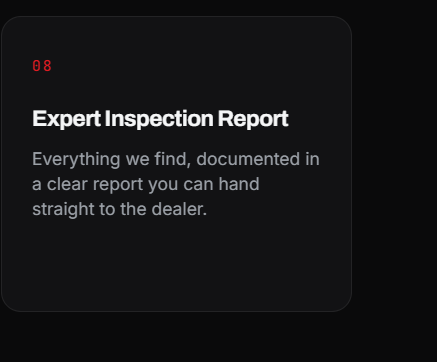 08
Expert Inspection Report
Everything we find, documented in
a clear report you can hand
straight to the dealer.